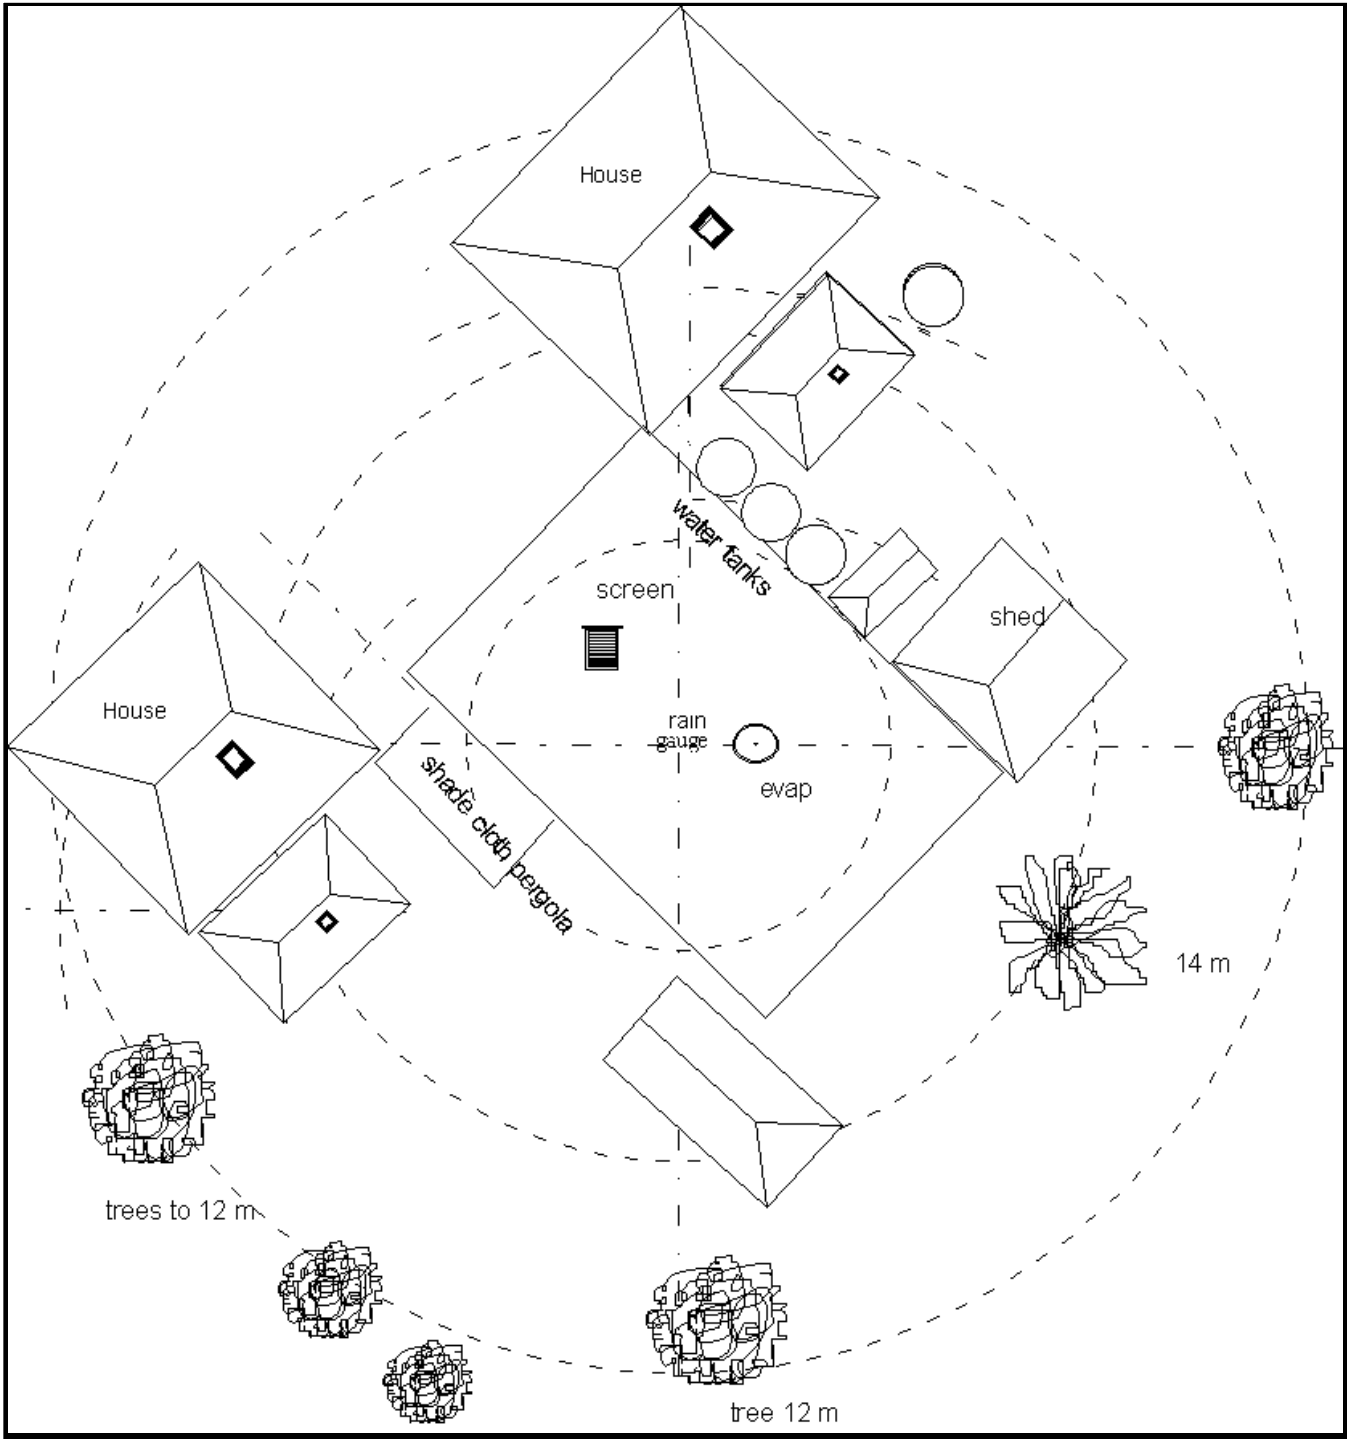 House
water tanks
screen
shed
House
rain
gauge
evap
shade cloth pergola
14 m
trees to 12 m
tree 12 m